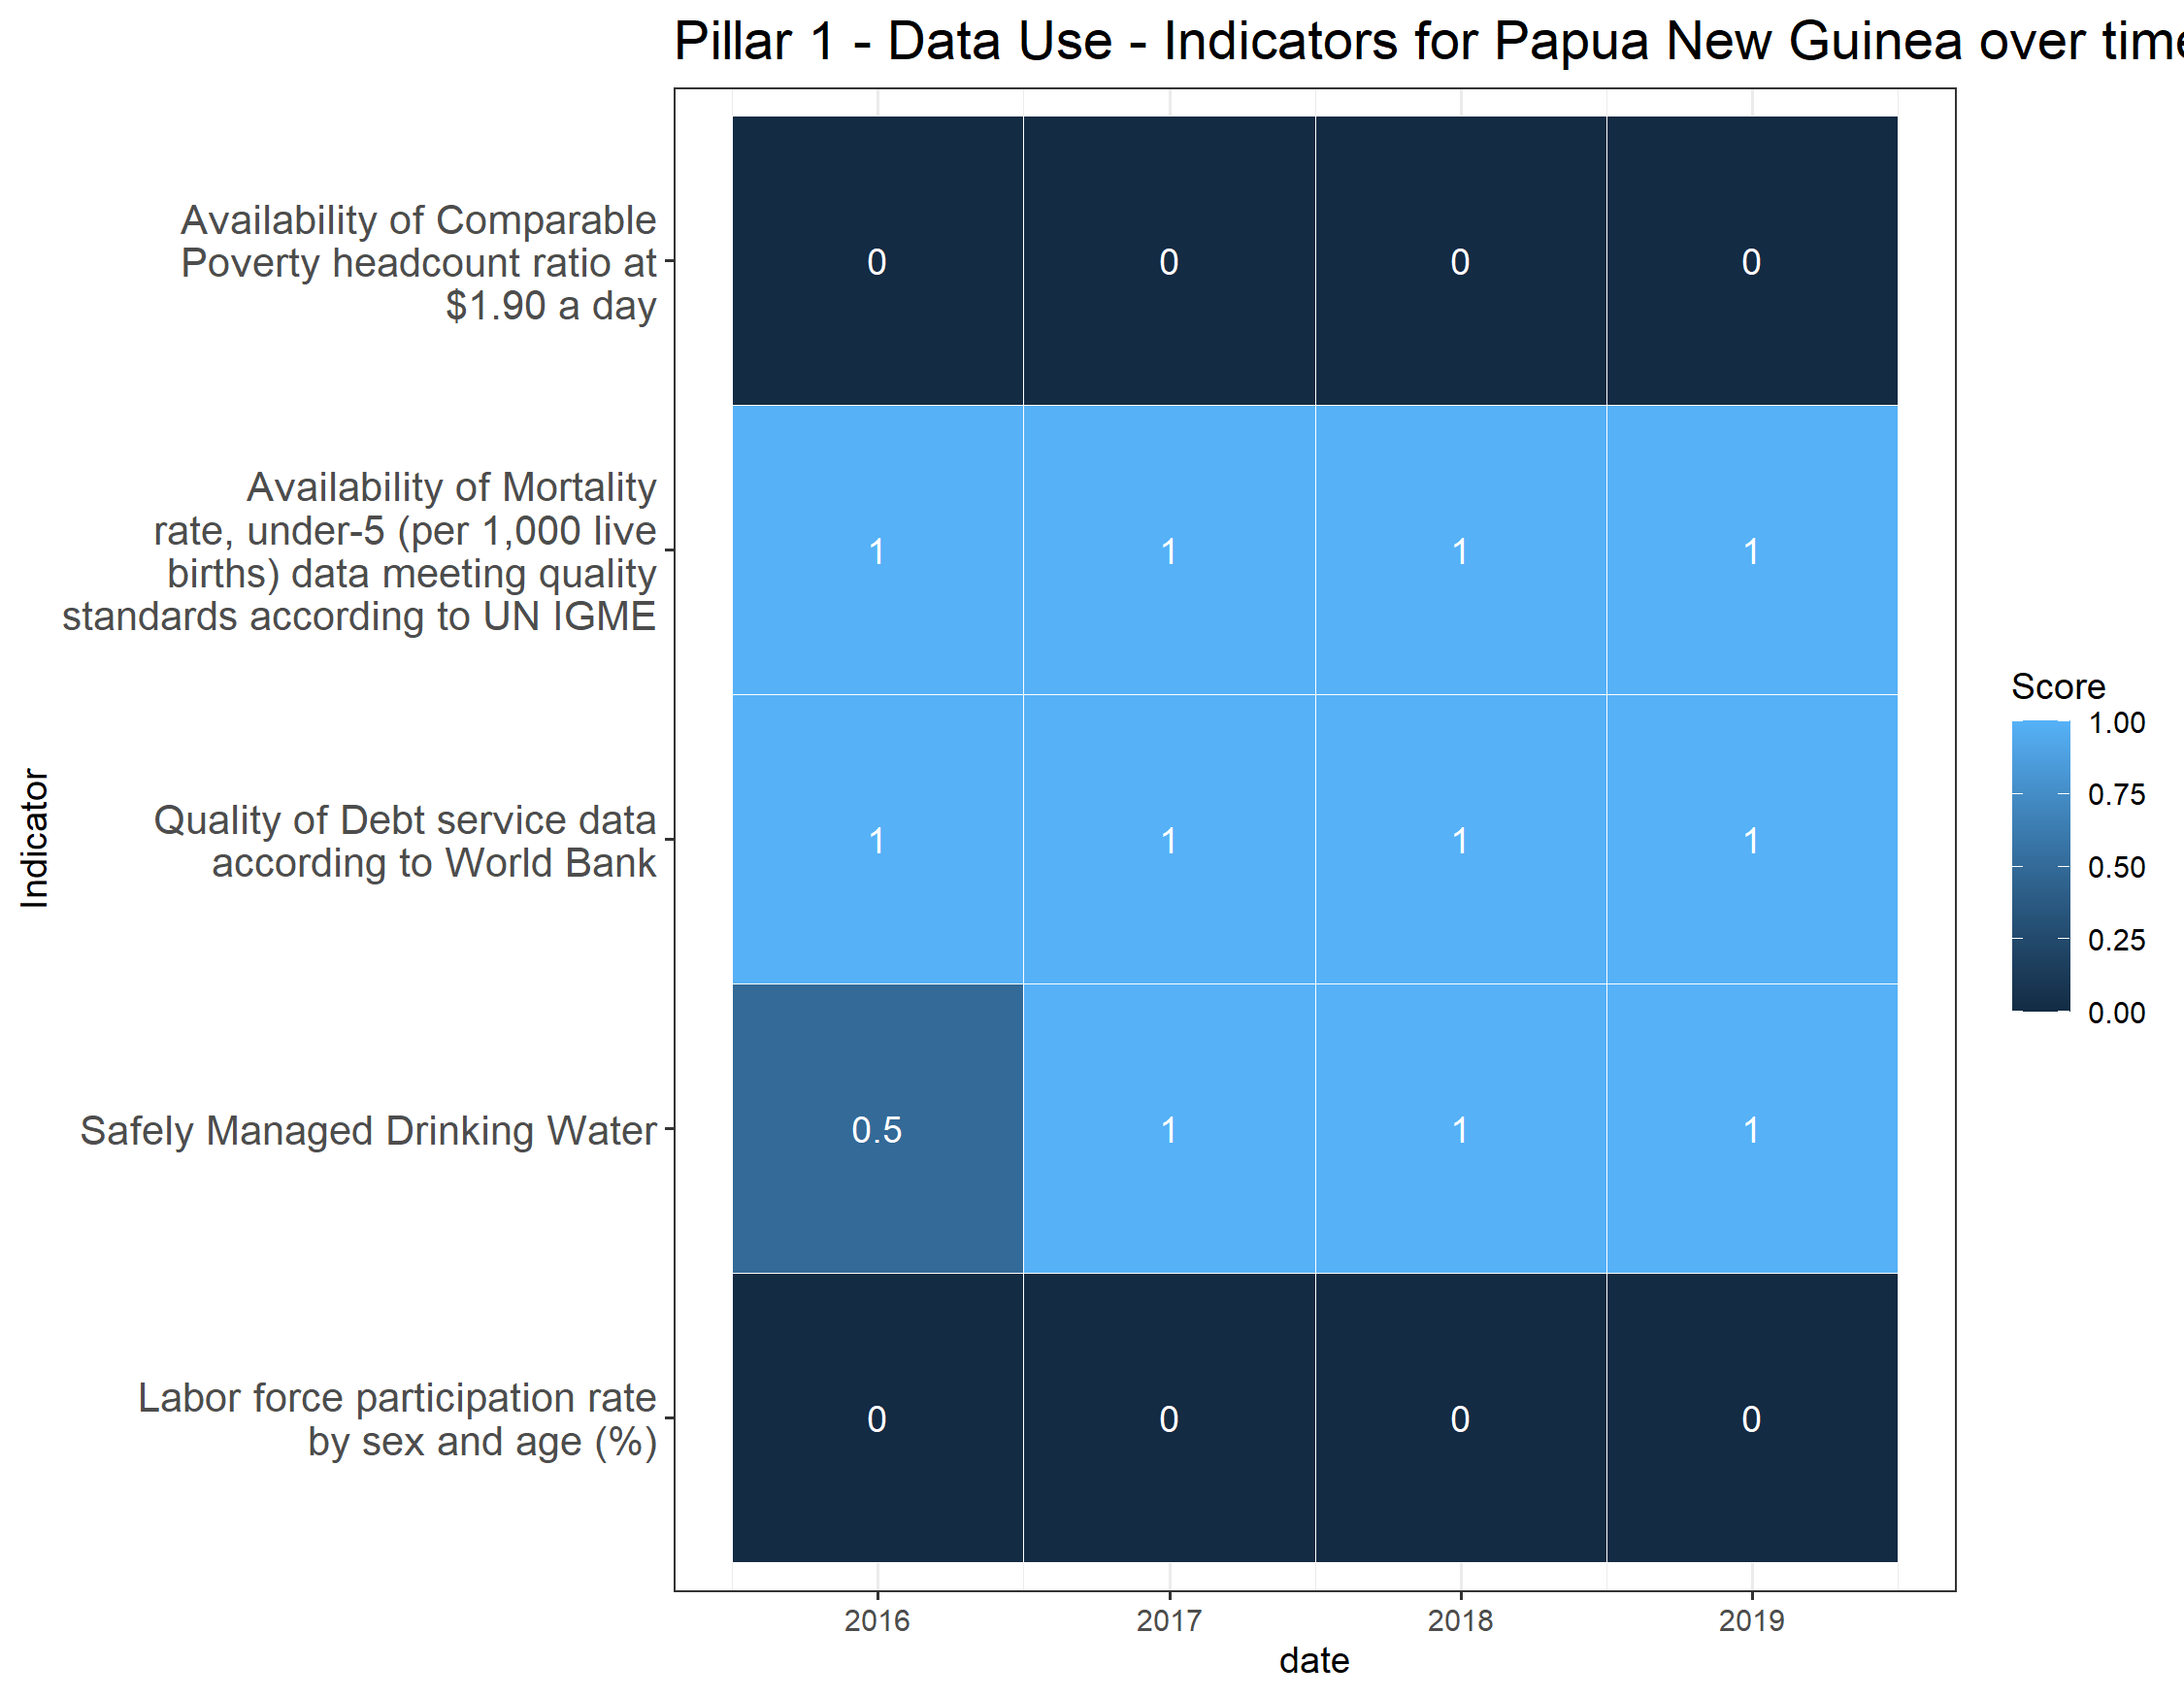 Pillar 1 - Data Use - Indicators for Papua New Guinea over time
Availability of Comparable
Poverty headcount ratio at
$1.90 a day
0 0 0 0
Availability of Mortality
rate, under-5 (per 1,000 live
births) data meeting quality
standards according to UN IGME
1 1 1 1
Quality of Debt service data
according to World Bank
1 1 1 1
Safely Managed Drinking Water
0.5 1 1 1
Labor force participation rate
by sex and age (%)
0 0 0 0
Indicator
2016 2017 2018 2019
date
Score
1.00
0.75
0.50
0.25
0.00